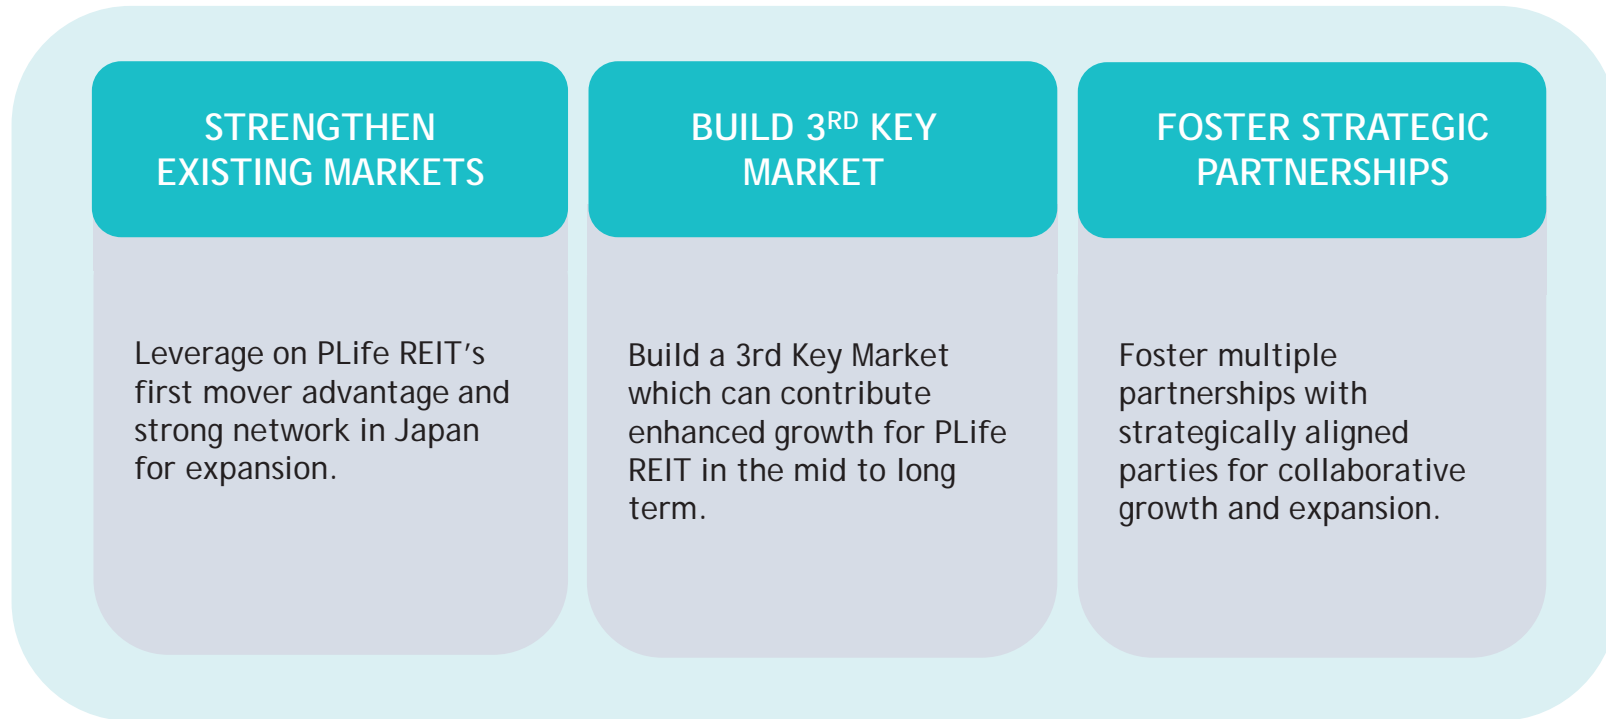 STRENGTHEN
EXISTING MARKETS
Leverage on PLife REIT’s
first mover advantage and
strong network in Japan
for expansion.
BUILD 3RD KEY
MARKET
Build a 3rd Key Market
which can contribute
enhanced growth for PLife
REIT in the mid to long
term.
FOSTER STRATEGIC
PARTNERSHIPS
Foster multiple
partnerships with
strategically aligned
parties for collaborative
growth and expansion.